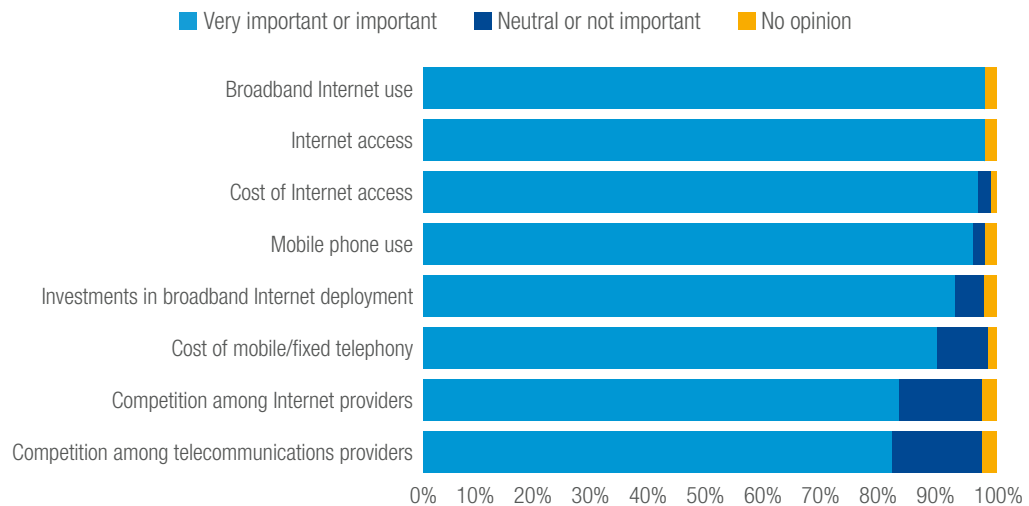 Very important or important Neutral or not important No opinion
Broadband Internet use
Internet access
Cost of Internet access
Mobile phone use
Investments in broadband Internet deployment
Cost of mobile/fixed telephony
Competition among Internet providers
Competition among telecommunications providers
0% 10% 20% 30% 40% 50% 60% 70% 80% 90% 100%